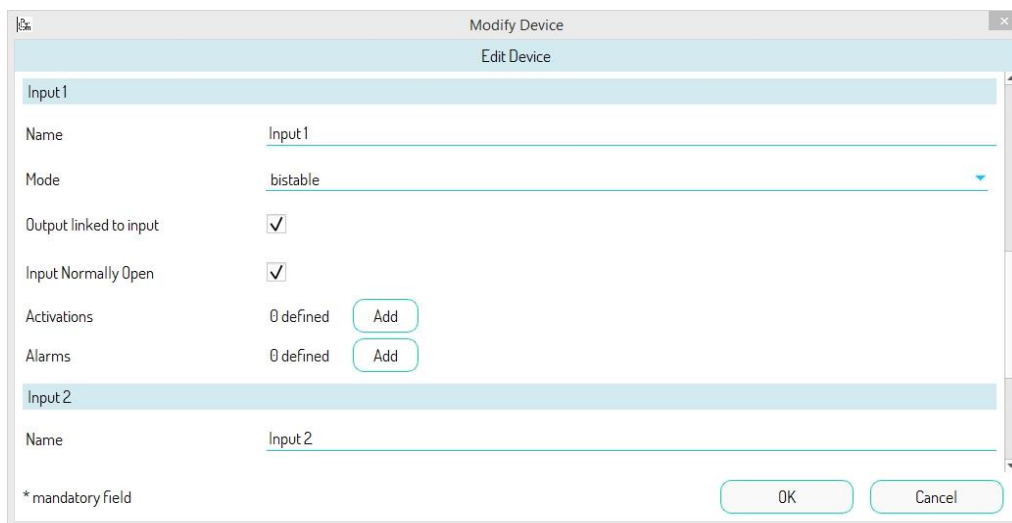 Modify Device
Edit Device
Input 1
Name Input 1
Mode bistable
Output linked to input
Input Normally Open
Activations 0 defined Add
Alarms 0 defined Add
Input 2
Name Input 2
* mandatory field OK Cancel